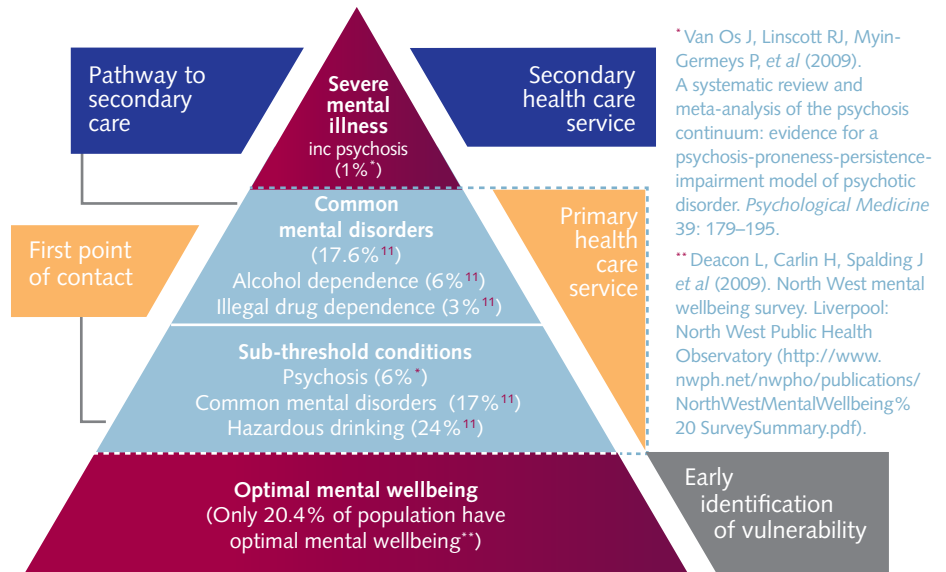 Pathway to
secondary
care
Severe
mental
illness
inc psychosis
(1%*)
Secondary
health care
service
First point
of contact
Common
mental disorders
(17.6%11)
Alcohol dependence (6%11)
Illegal drug dependence (3%11)
Primary
health
care
service
Sub-threshold conditions
Psychosis (6%*)
Common mental disorders (17%11)
Hazardous drinking (24%11)
Optimal mental wellbeing
(Only 20.4% of population have
optimal mental wellbeing**)
Early
identification
of vulnerability
* Van Os J, Linscott RJ, Myin-
Germeys P, et al (2009).
A systematic review and
meta-analysis of the psychosis
continuum: evidence for a
psychosis-proneness-persistence-
impairment model of psychotic
disorder. Psychological Medicine
39: 179–195.
** Deacon L, Carlin H, Spalding J
et al (2009). North West mental
wellbeing survey. Liverpool:
North West Public Health
Observatory (http://www.
nwph.net/nwpho/publications/
NorthWestMentalWellbeing%
20 SurveySummary.pdf).